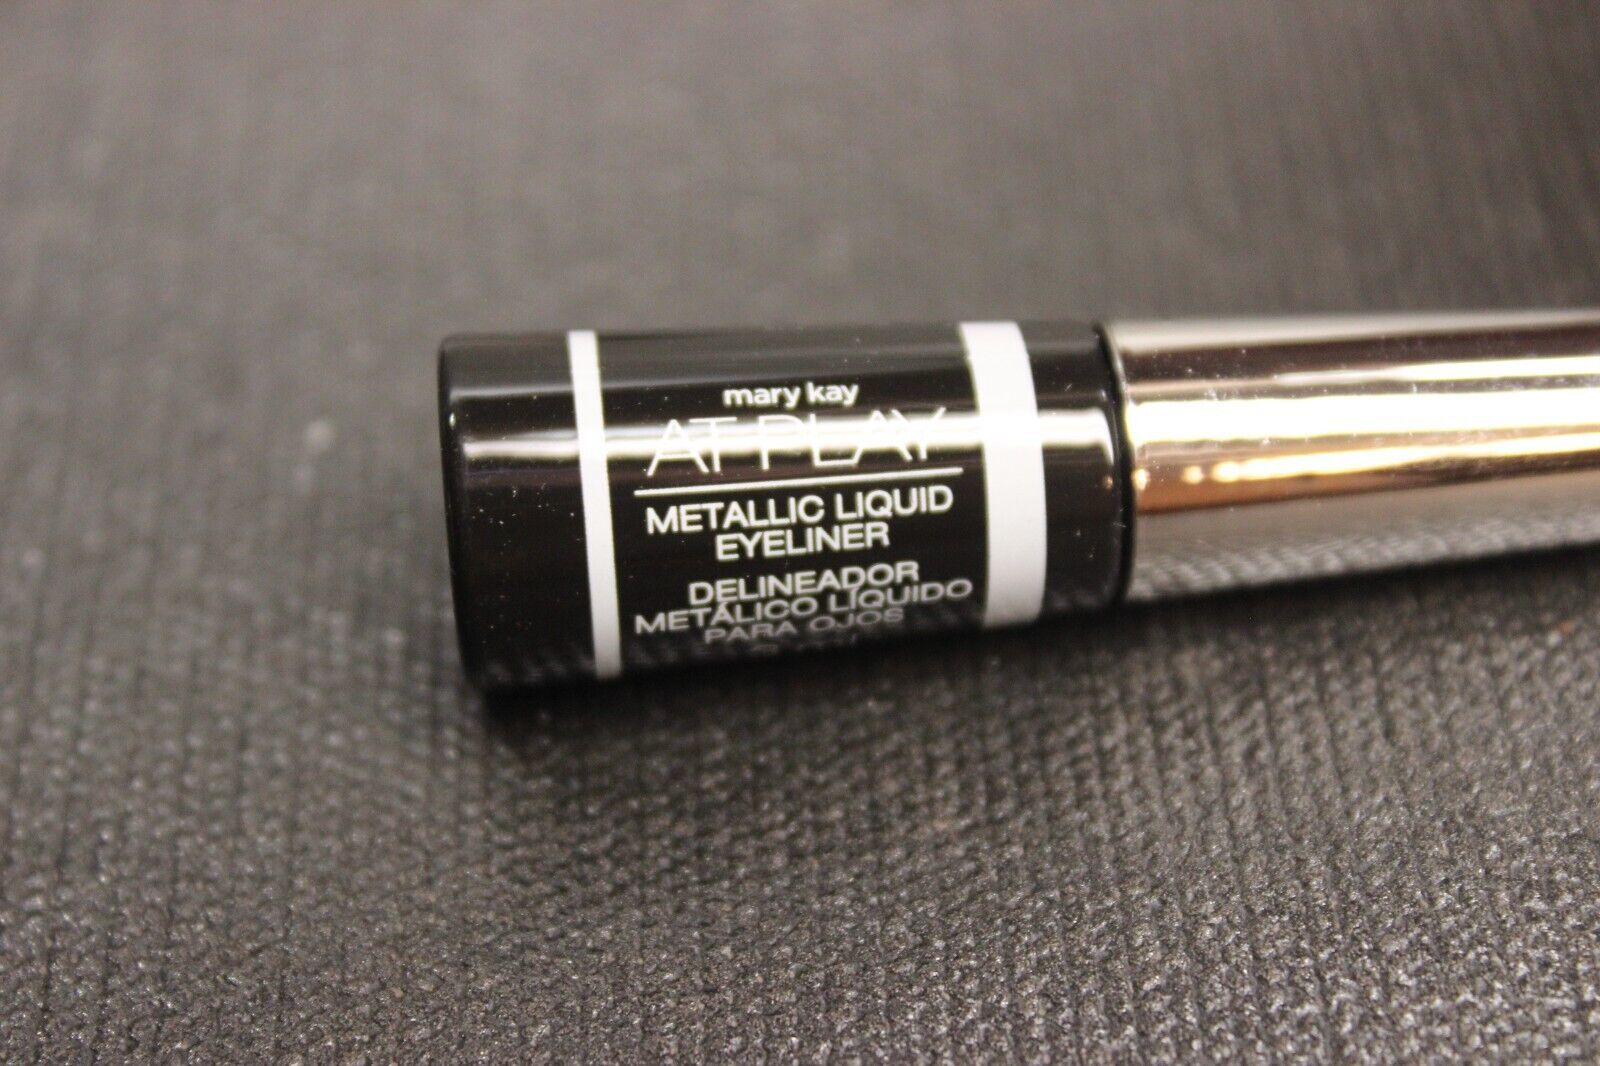 mary kay
AT PLAY
METALLIC LIQUID
EYELINER
DELINEADOR
METÁLICO LÍQUIDO
PARA OJOS